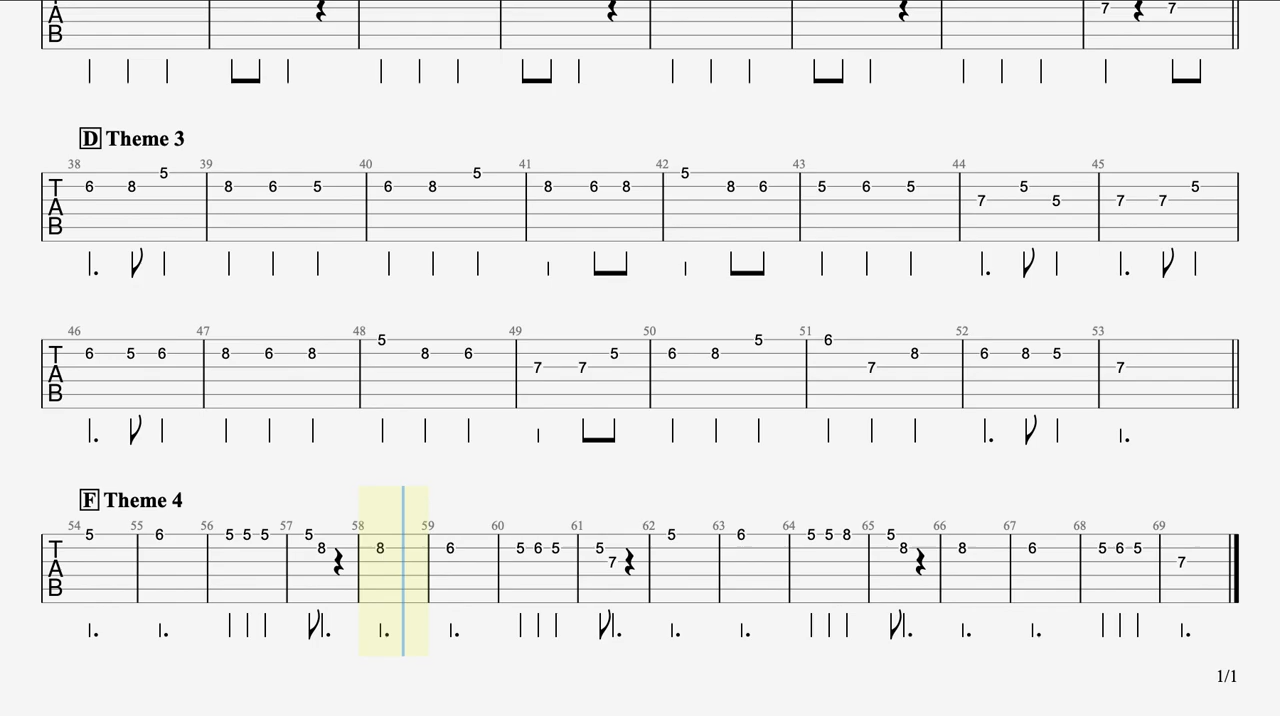 A 7 7
B
D Theme 3
38 39 40 41 42 43 44 45
5 5 5
T 6 8 8 6 5 6 8 8 6 8 8 6 5 6 5 5 5
A 7 5 7 7
B
46 47 48 49 50 51 52 53
5 5 6
T 6 5 6 8 6 8 8 6 5 6 8 8 6 8 5
A 7 7 7 7
B
F Theme 4
54 55 56 57 58 59 60 61 62 63 64 65 66 67 68 69
5 6 5 5 5 5 5 6 5 5 8 5
T 8 8 6 5 6 5 5 8 8 6 5 6 5
A 7 7
B
1/1